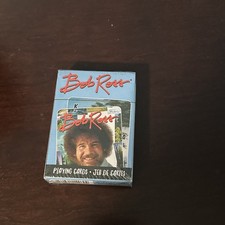 Bob Ross
K
Bob Ross
PLAYING CARDS • JEU DE CARTES